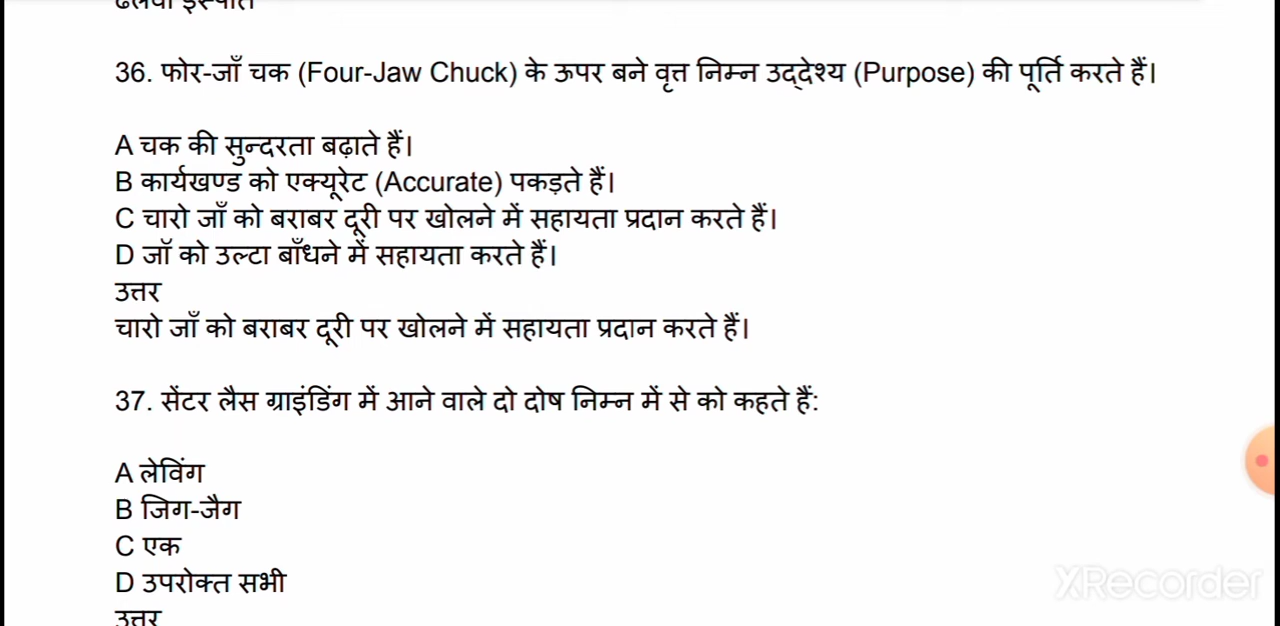 ढलवाँ इस्पात
36. फोर-जाँ चक (Four-Jaw Chuck) के ऊपर बने वृत्त निम्न उद्देश्य (Purpose) की पूर्ति करते हैं।
A चक की सुन्दरता बढ़ाते हैं।
B कार्यखण्ड को एक्यूरेट (Accurate) पकड़ते हैं।
C चारो जाँ को बराबर दूरी पर खोलने में सहायता प्रदान करते हैं।
D जॉ को उल्टा बाँधने में सहायता करते हैं।
उत्तर
चारो जाँ को बराबर दूरी पर खोलने में सहायता प्रदान करते हैं।
37. सेंटर लैस ग्राइंडिंग में आने वाले दो दोष निम्न में से को कहते हैं:
A लेविंग
B जिग-जैग
C एक
D उपरोक्त सभी
उत्तर
XRecorder